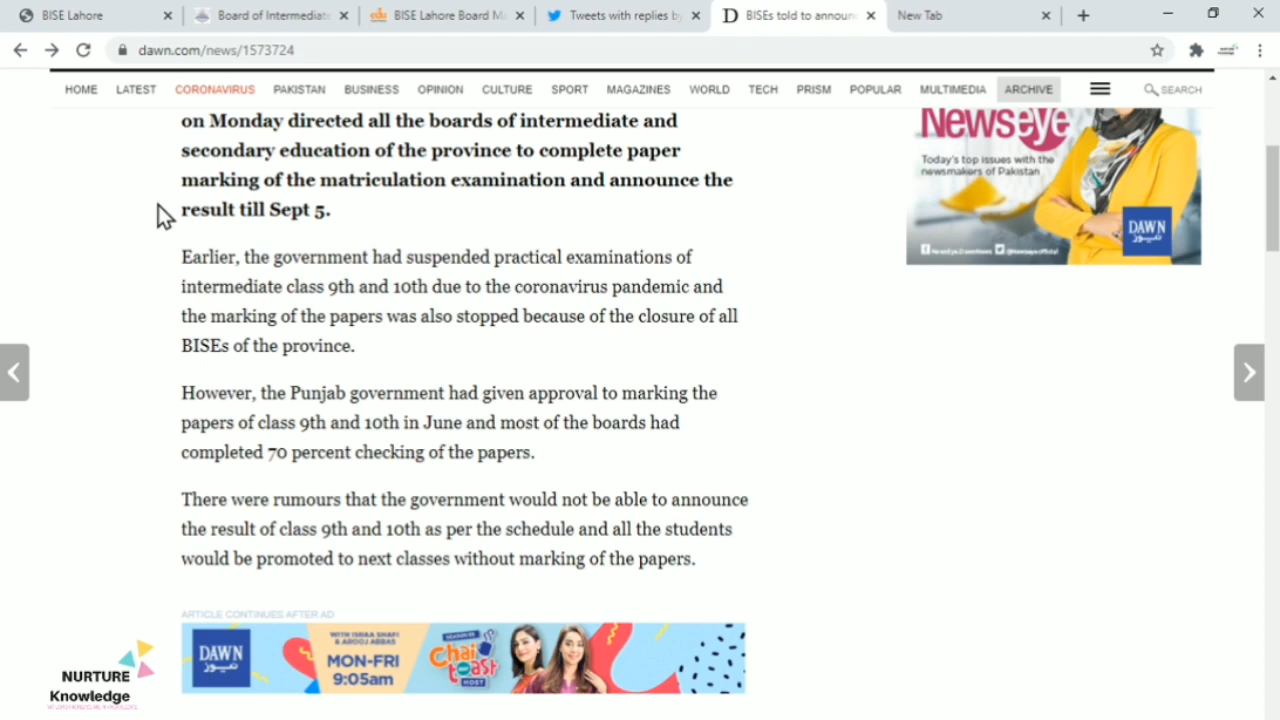 BISE Lahore
Board of Intermediate
BISE Lahore Board Ma
Tweets with replies by
BISEs told to announ
New Tab
dawn.com/news/1573724
HOME LATEST CORONAVIRUS PAKISTAN BUSINESS OPINION CULTURE SPORT MAGAZINES WORLD TECH PRISM POPULAR MULTIMEDIA ARCHIVE SEARCH
on Monday directed all the boards of intermediate and
secondary education of the province to complete paper
marking of the matriculation examination and announce the
result till Sept 5.
Earlier, the government had suspended practical examinations of
intermediate class 9th and 10th due to the coronavirus pandemic and
the marking of the papers was also stopped because of the closure of all
BISEs of the province.
However, the Punjab government had given approval to marking the
papers of class 9th and 10th in June and most of the boards had
completed 70 percent checking of the papers.
There were rumours that the government would not be able to announce
the result of class 9th and 10th as per the schedule and all the students
would be promoted to next classes without marking of the papers.
ARTICLE CONTINUES AFTER AD
DAWN
نیوز
WITH ISHAA SHAFI
& AROOJ ABBAS
MON-FRI
9:05am
Chai
toast
HOST
Newseye
Today's top issues with the
newsmakers of Pakistan
DAWN
نیوز
NURTURE
Knowledge